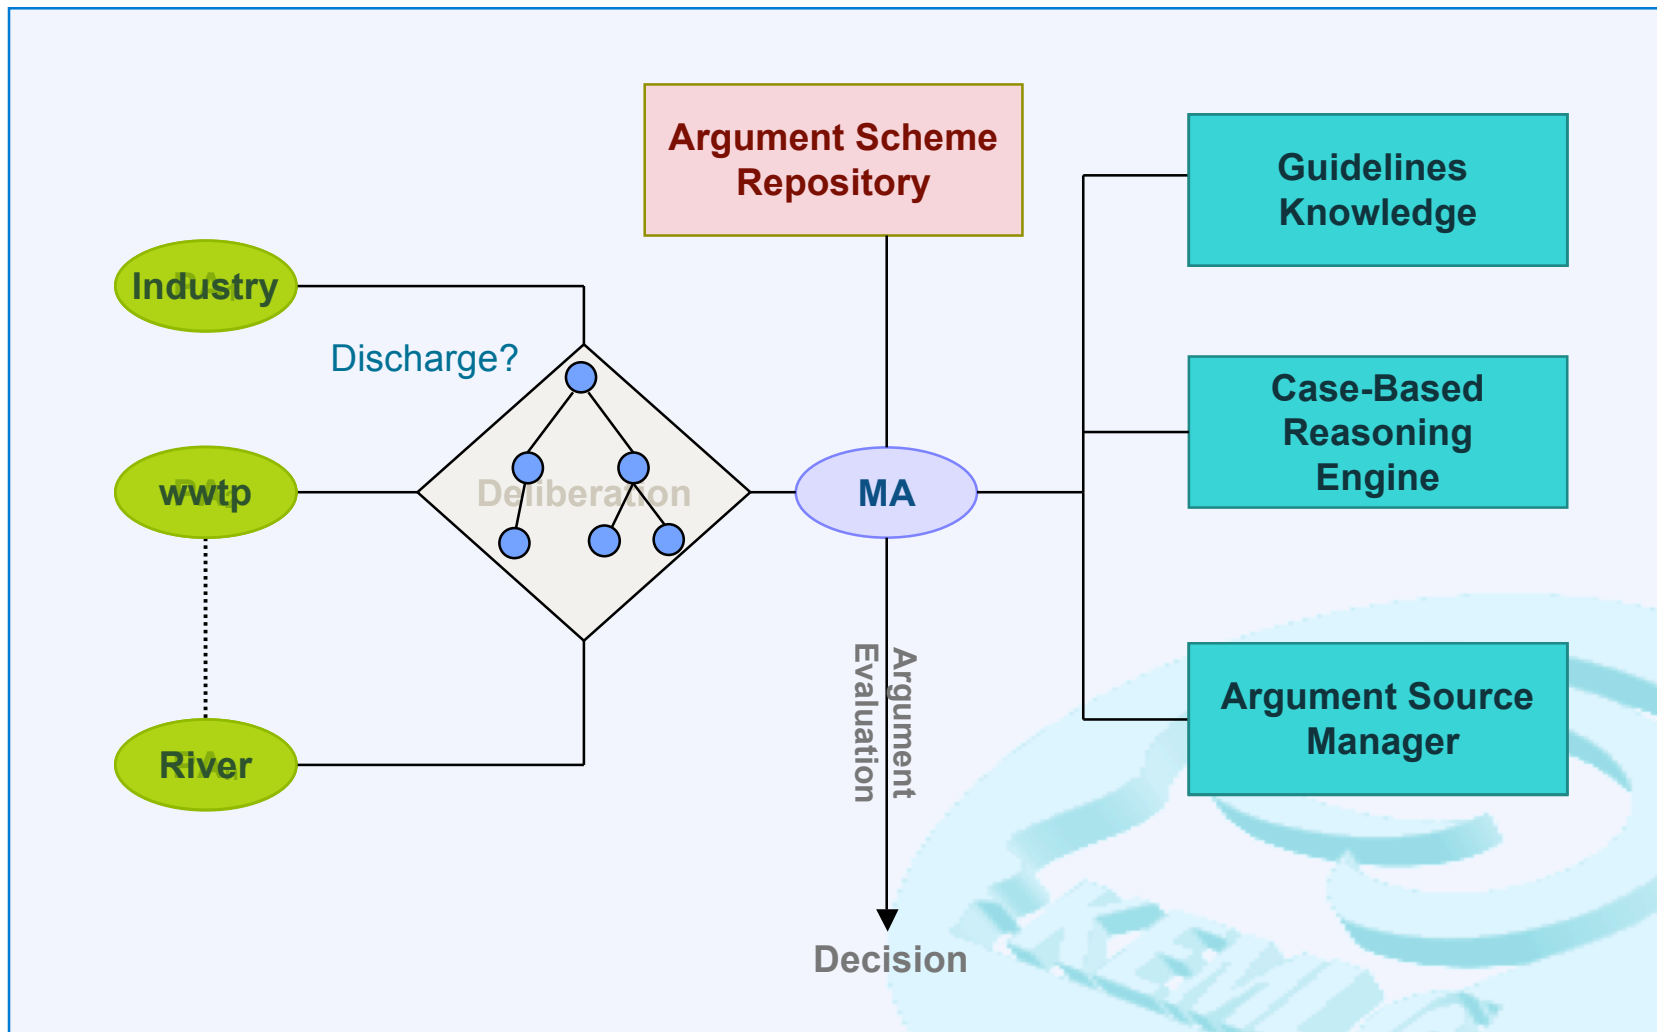 Argument Scheme
Repository
Guidelines
Knowledge
Industry
Discharge?
Case-Based
Reasoning
Engine
wwtp
Deliberation
MA
Argument
Evaluation
Argument Source
Manager
River
Decision